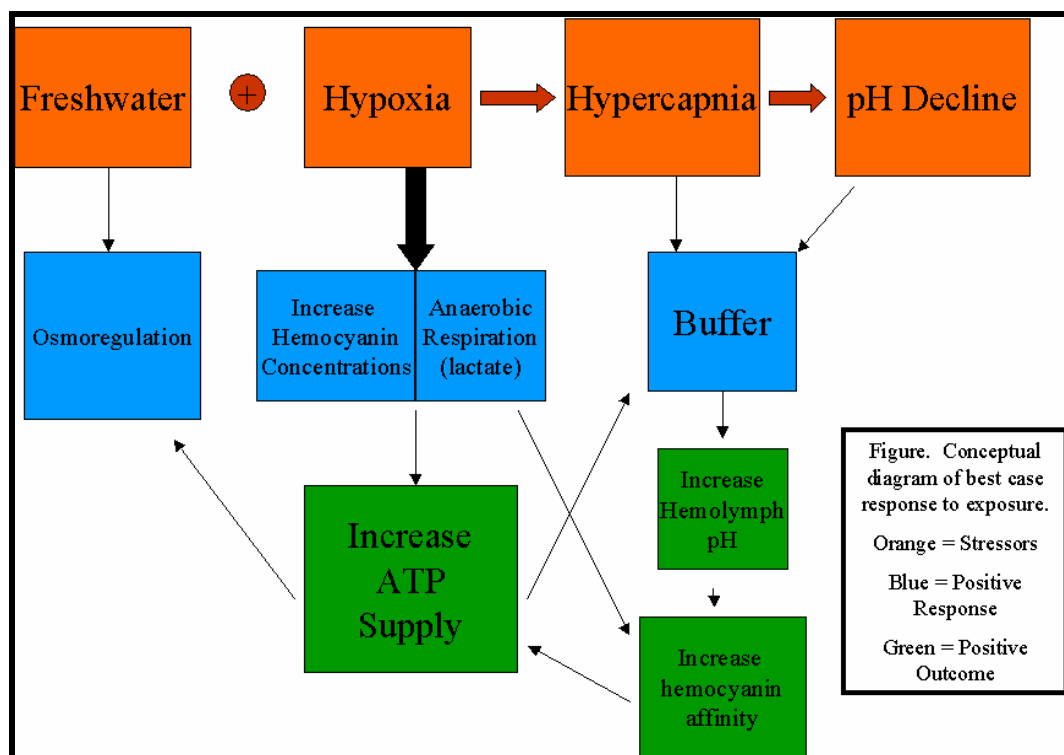 Freshwater
+
Hypoxia
Hypercapnia
pH Decline
Osmoregulation
Increase
Hemocyanin
Concentrations
Anaerobic
Respiration
(lactate)
Buffer
Increase
ATP
Supply
Increase
Hemolymph
pH
Increase
hemocyanin
affinity
Figure. Conceptual
diagram of best case
response to exposure.
Orange = Stressors
Blue = Positive
Response
Green = Positive
Outcome